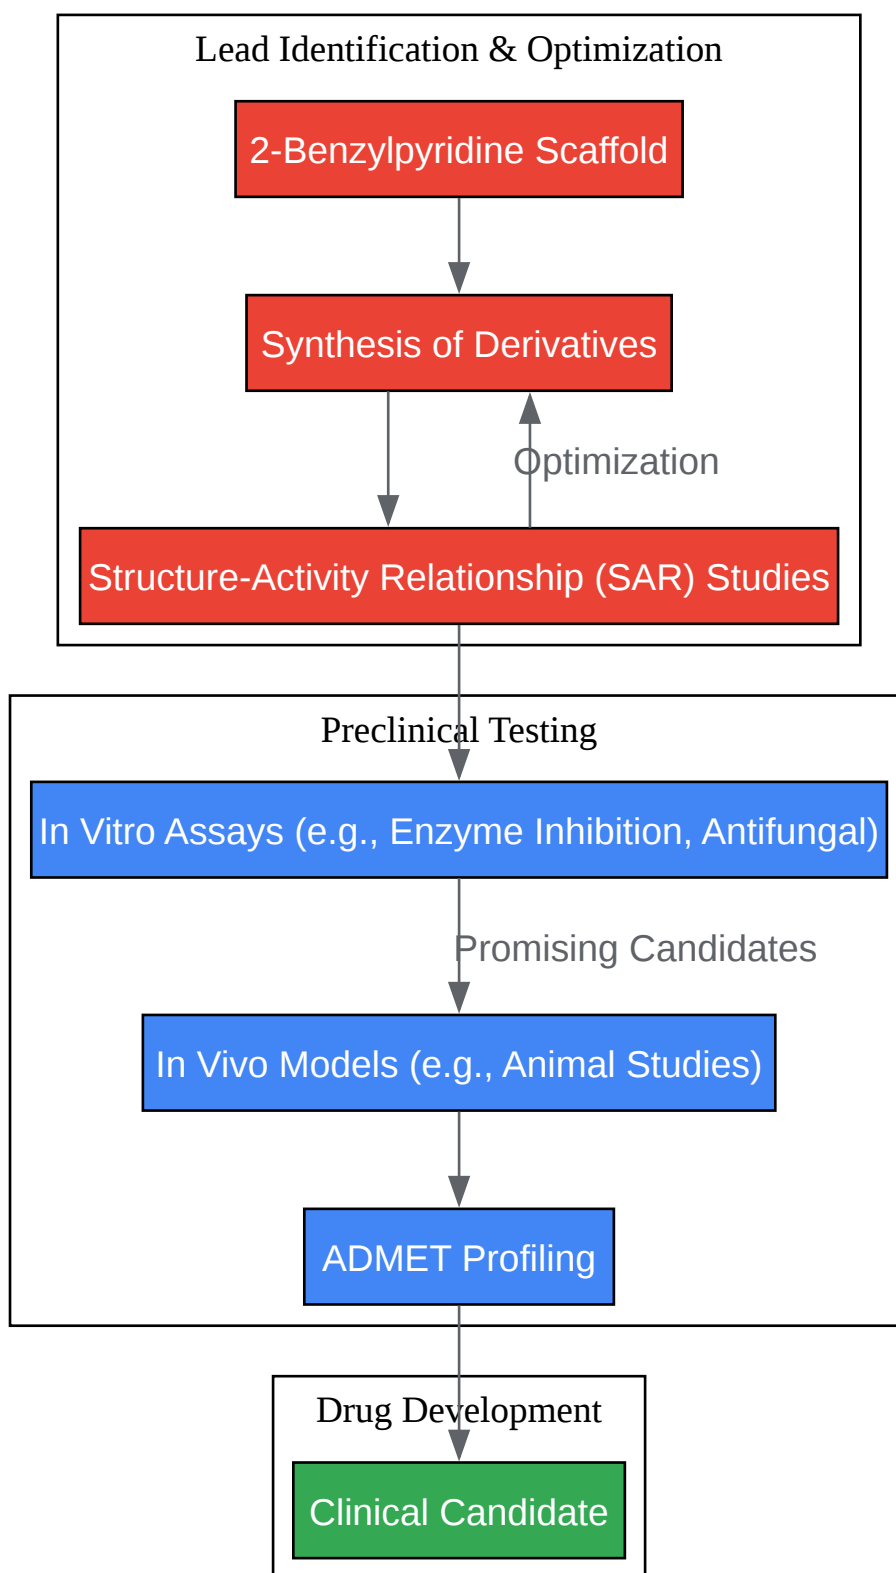 Lead Identification & Optimization
2-Benzylpyridine Scaffold
Synthesis of Derivatives
Optimization
Structure-Activity Relationship (SAR) Studies
Preclinical Testing
In Vitro Assays (e.g., Enzyme Inhibition, Antifungal)
Promising Candidates
In Vivo Models (e.g., Animal Studies)
ADMET Profiling
Drug Development
Clinical Candidate